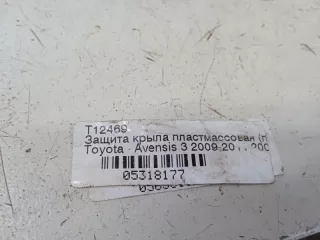 T12469
Защита крыла пластмассовая (п
Toyota - Avensis 3 2009-20
05318177